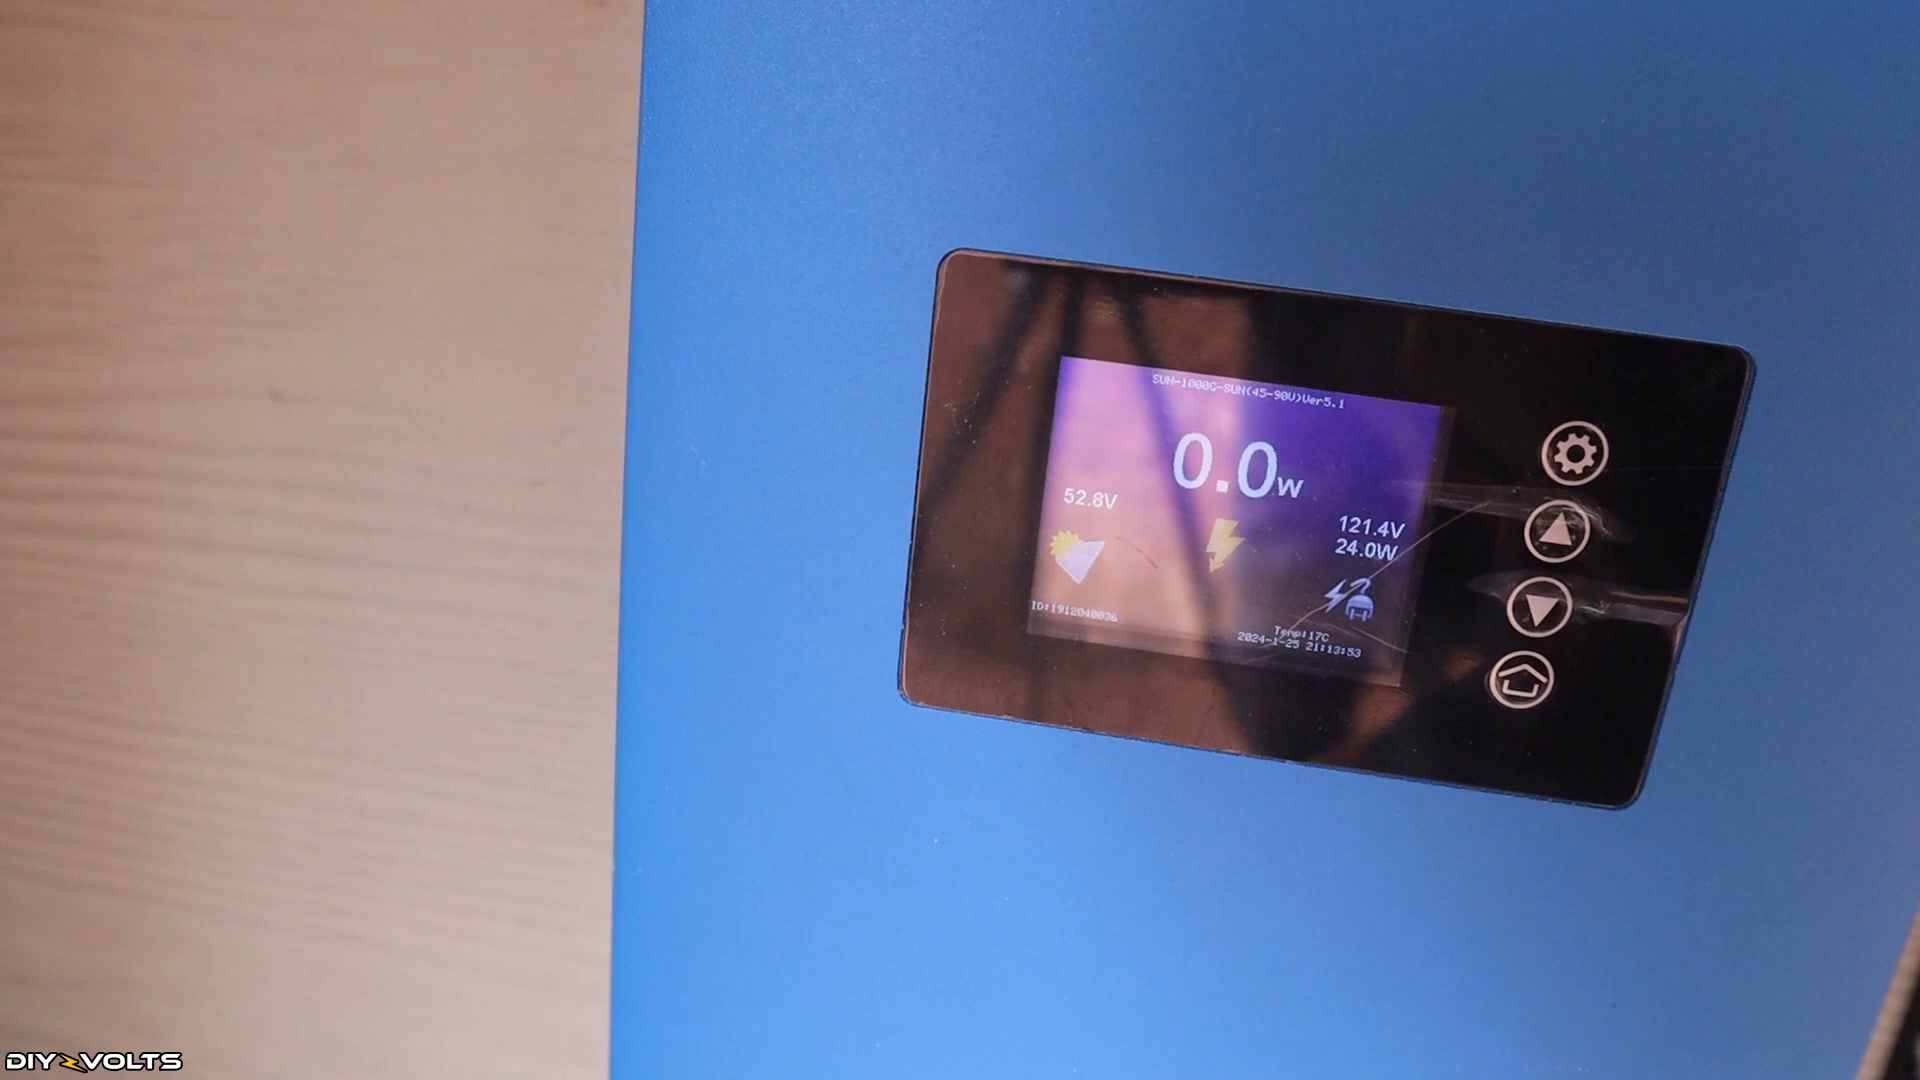 SUN-1000G-SUN(45-90V)Ver5.1
0.0W
52.8V
121.4V
24.0W
ID:1912040036
Temp:17C
2024-1-25 21:13:53
DIY VOLTS